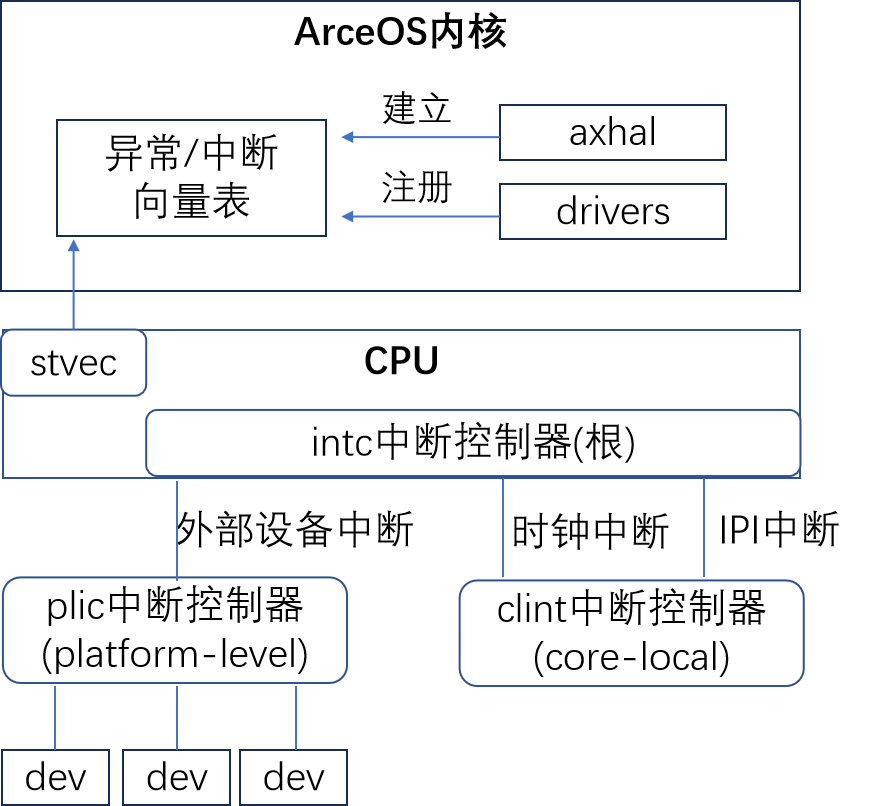 ArceOS内核
建立
axhal
异常/中断
向量表
注册
drivers
stvec
CPU
intc中断控制器(根)
外部设备中断
时钟中断
IPI中断
plic中断控制器
(platform-level)
clint中断控制器
(core-local)
dev
dev
dev